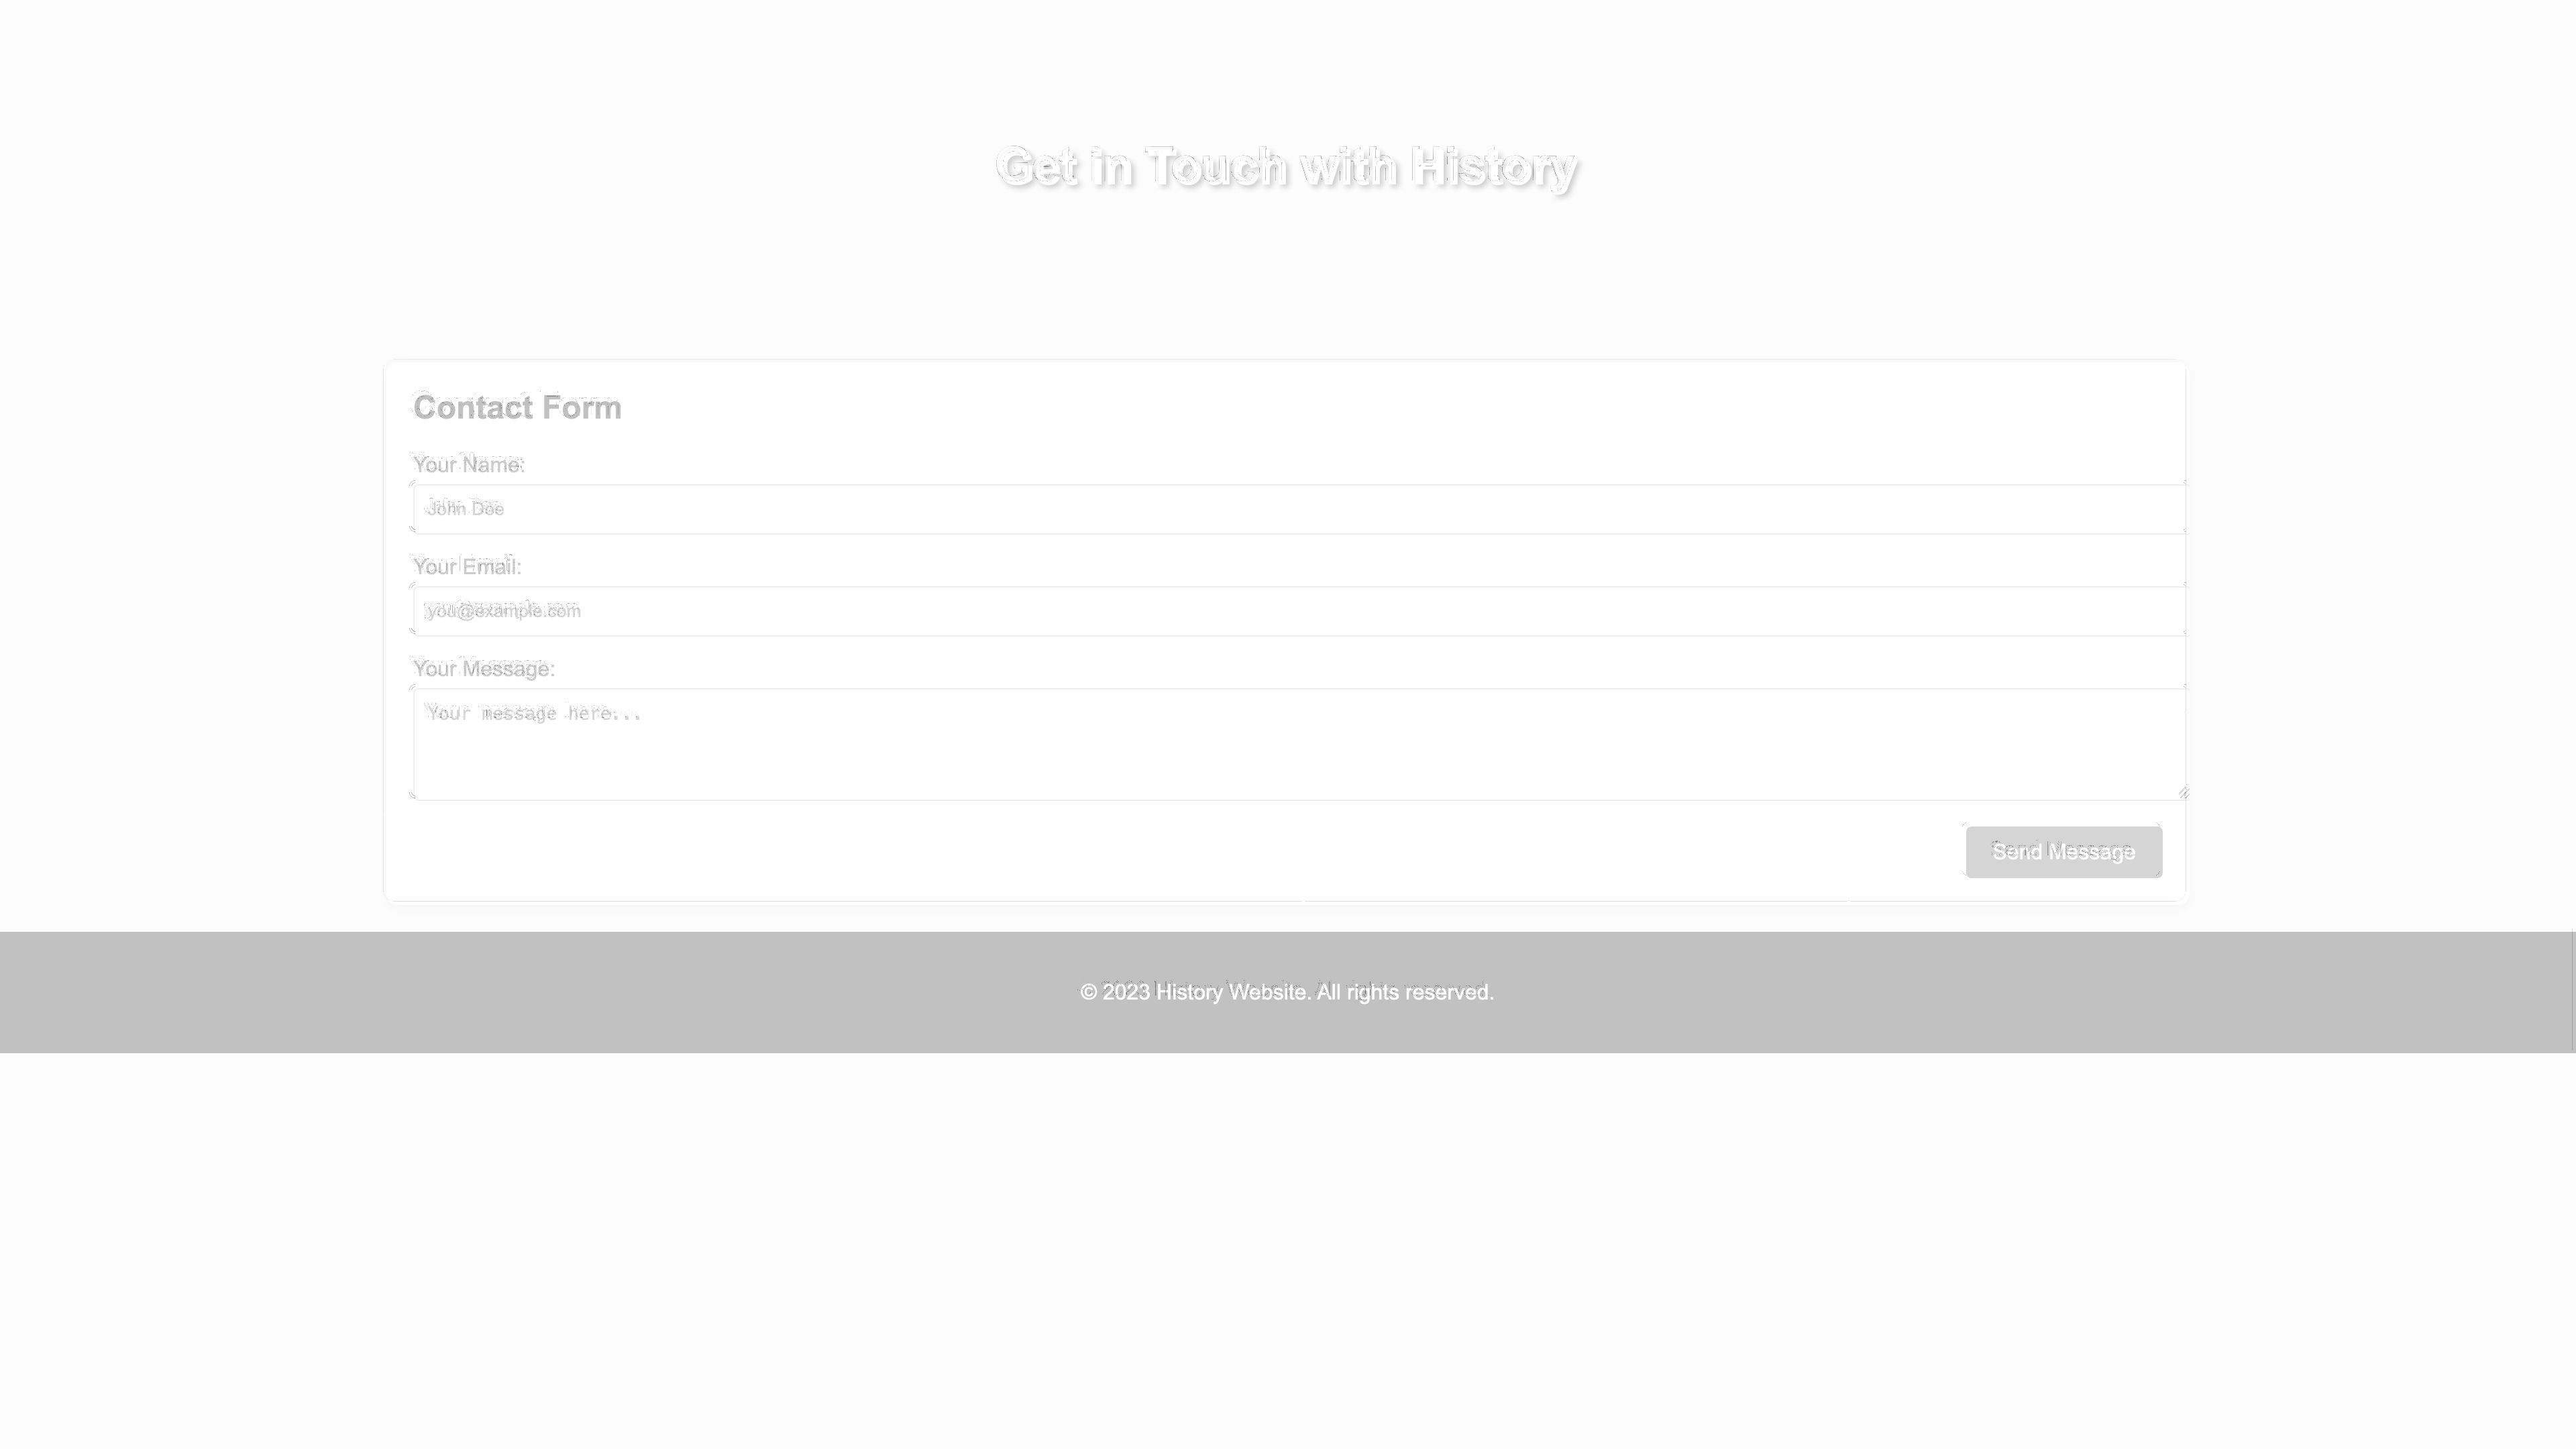 Get in Touch with History
Contact Form
Your Name:
John Doe
Your Email:
you@example.com
Your Message:
Your message here...
Send Message
© 2023 History Website. All rights reserved.